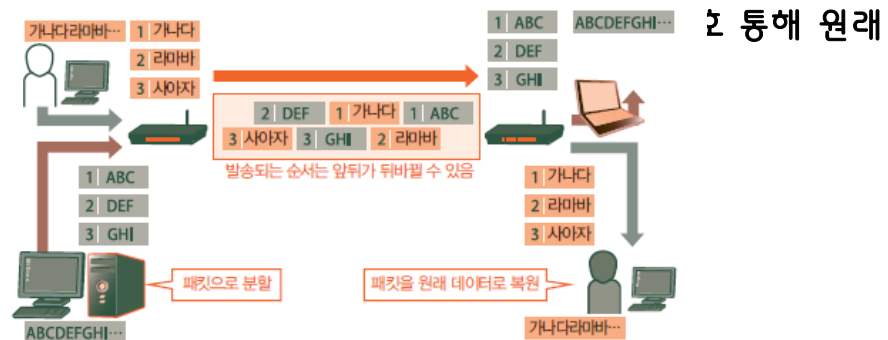 가나다라마바…
1 가나다
2 라마바
3 사아자
1 ABC
2 DEF
3 GHI
ABCDEFGHI…
통해 원래
2 DEF 1 가나다 1 ABC
3 사아자 3 GHI 2 라마바
발송되는 순서는 앞뒤가 뒤바뀔 수 있음
1 ABC
2 DEF
3 GHI
1 가나다
2 라마바
3 사아자
패킷으로 분할
패킷을 원래 데이터로 복원
ABCDEFGHI…
가나다라마바…